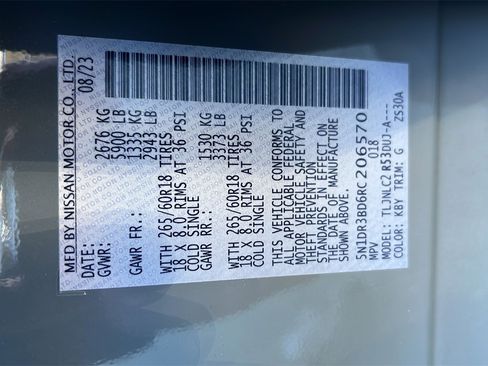 MFD BY NISSAN MOTOR CO., LTD.
DATE: 08/23
GVWR: 2676 KG
5900 LB
GAWR FR.: 1335 KG
2943 LB
WITH 265/60R18 TIRES
18 X 8.0 RIMS AT 36 PSI
COLD SINGLE
GAWR RR.: 1530 KG
3373 LB
WITH 265/60R18 TIRES
18 X 8.0 RIMS AT 36 PSI
COLD SINGLE
THIS VEHICLE CONFORMS TO
ALL APPLICABLE FEDERAL
MOTOR VEHICLE SAFETY AND
THEFT PREVENTION
STANDARDS IN EFFECT ON
THE DATE OF MANUFACTURE
SHOWN ABOVE.
5N1DR3BD6RC206570
MPV 018
MODEL: TLJNLC2 R53DUJ-A---
COLOR: KBY TRIM: G ZS30A